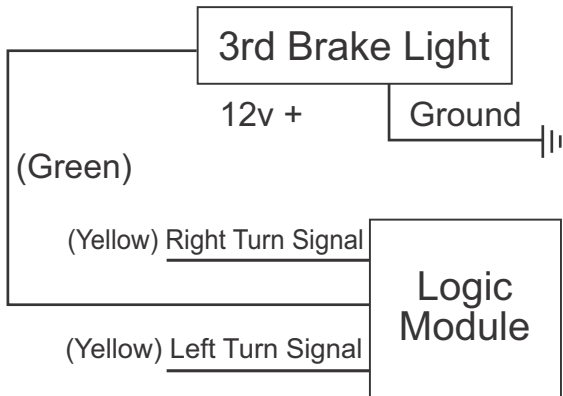 3rd Brake Light
12v +
Ground
(Green)
(Yellow) Right Turn Signal
Logic
Module
(Yellow) Left Turn Signal